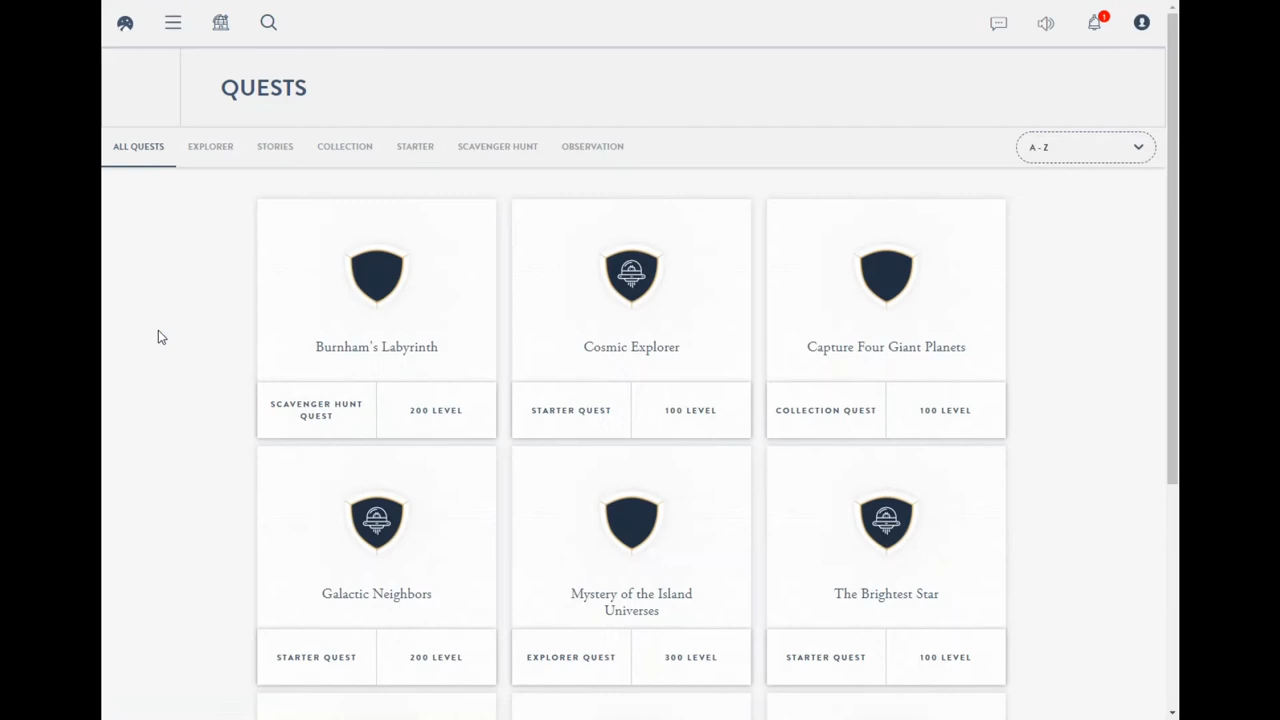 1
QUESTS
ALL QUESTS EXPLORER STORIES COLLECTION STARTER SCAVENGER HUNT OBSERVATION A - Z
Burnham's Labyrinth
SCAVENGER HUNT
QUEST
200 LEVEL
Cosmic Explorer
STARTER QUEST
100 LEVEL
Capture Four Giant Planets
COLLECTION QUEST
100 LEVEL
Galactic Neighbors
STARTER QUEST
200 LEVEL
Mystery of the Island
Universes
EXPLORER QUEST
300 LEVEL
The Brightest Star
STARTER QUEST
100 LEVEL